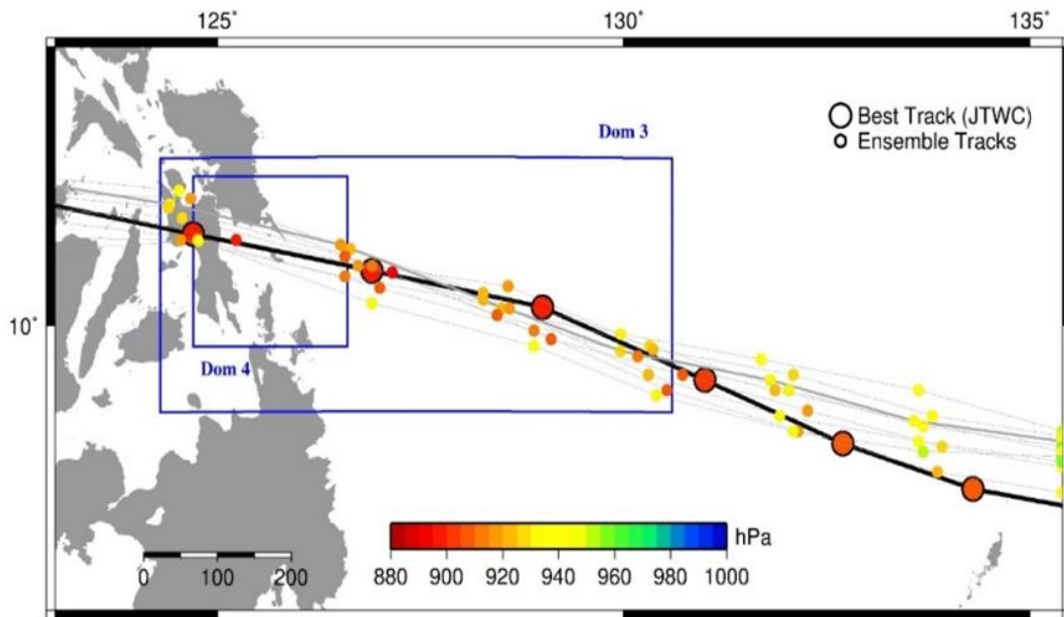 125° 130° 135°
Best Track (JTWC)
Dom 3
Ensemble Tracks
10°
Dom 4
hPa
0 100 200
880 900 920 940 960 980 1000